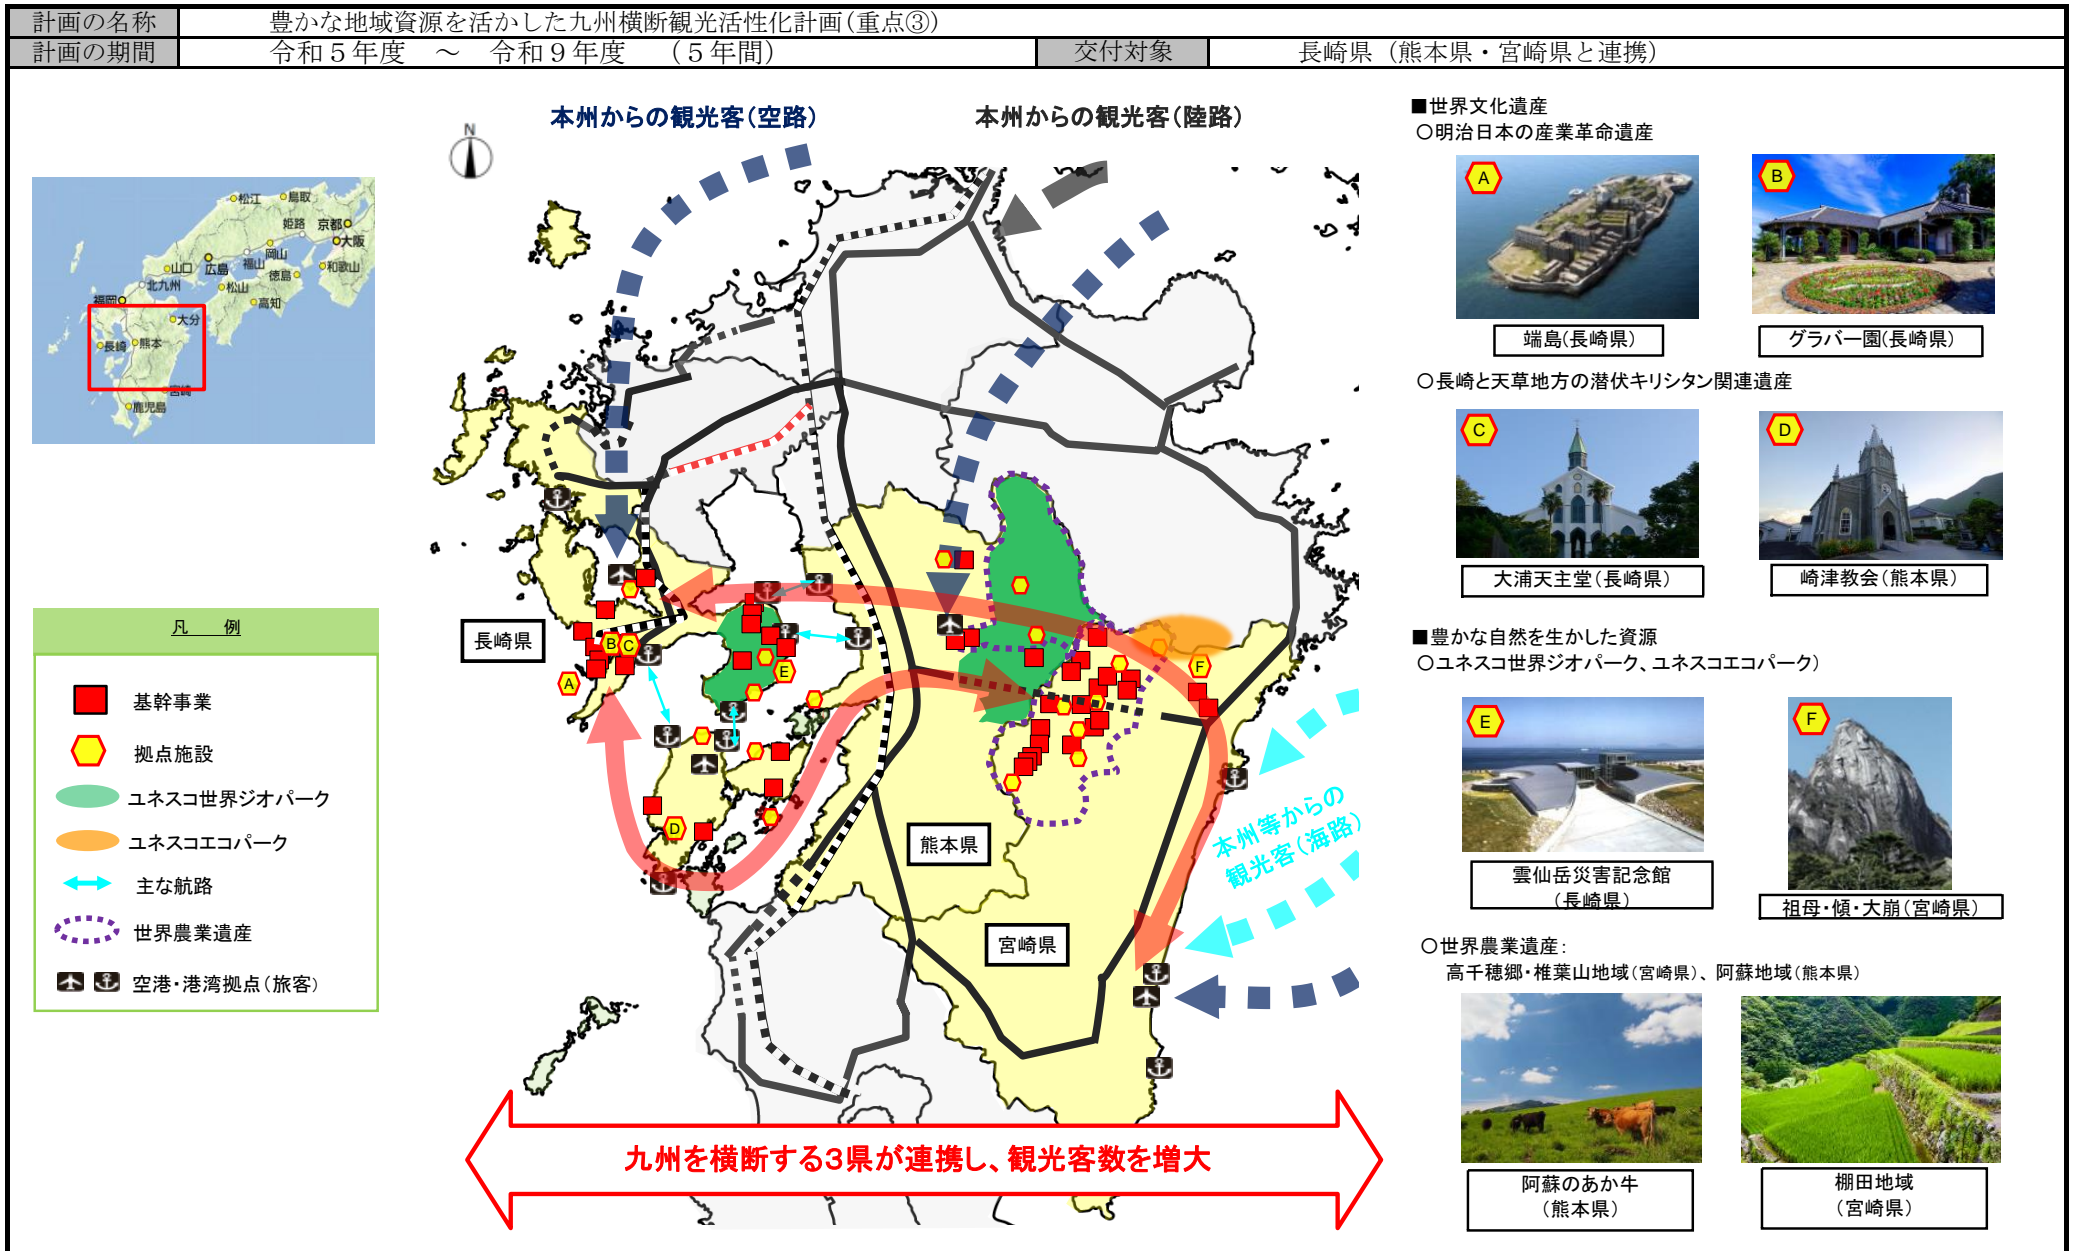 計画の名称
豊かな地域資源を活かした九州横断観光活性化計画(重点③)
計画の期間
令和５年度　～　令和９年度　（５年間）
交付対象
長崎県（熊本県・宮崎県と連携）
本州からの観光客(空路)
本州からの観光客(陸路)
N
松江
鳥取
姫路
京都
大阪
岡山
福山
広島
山口
徳島
和歌山
北九州
松山
高知
福岡
大分
長崎
熊本
宮崎
鹿児島
凡　例
基幹事業
拠点施設
ユネスコ世界ジオパーク
ユネスコエコパーク
主な航路
世界農業遺産
空港・港湾拠点(旅客)
長崎県
熊本県
宮崎県
A
B
C
D
E
F
本州等からの
観光客(海路)
九州を横断する3県が連携し、観光客数を増大
■世界文化遺産
○明治日本の産業革命遺産
A
B
端島(長崎県)
グラバー園(長崎県)
○長崎と天草地方の潜伏キリシタン関連遺産
C
D
大浦天主堂(長崎県)
崎津教会(熊本県)
■豊かな自然を生かした資源
○ユネスコ世界ジオパーク、ユネスコエコパーク)
E
F
雲仙岳災害記念館
(長崎県)
祖母・傾・大崩(宮崎県)
○世界農業遺産:
高千穂郷・椎葉山地域(宮崎県)、阿蘇地域(熊本県)
阿蘇のあか牛
(熊本県)
棚田地域
(宮崎県)